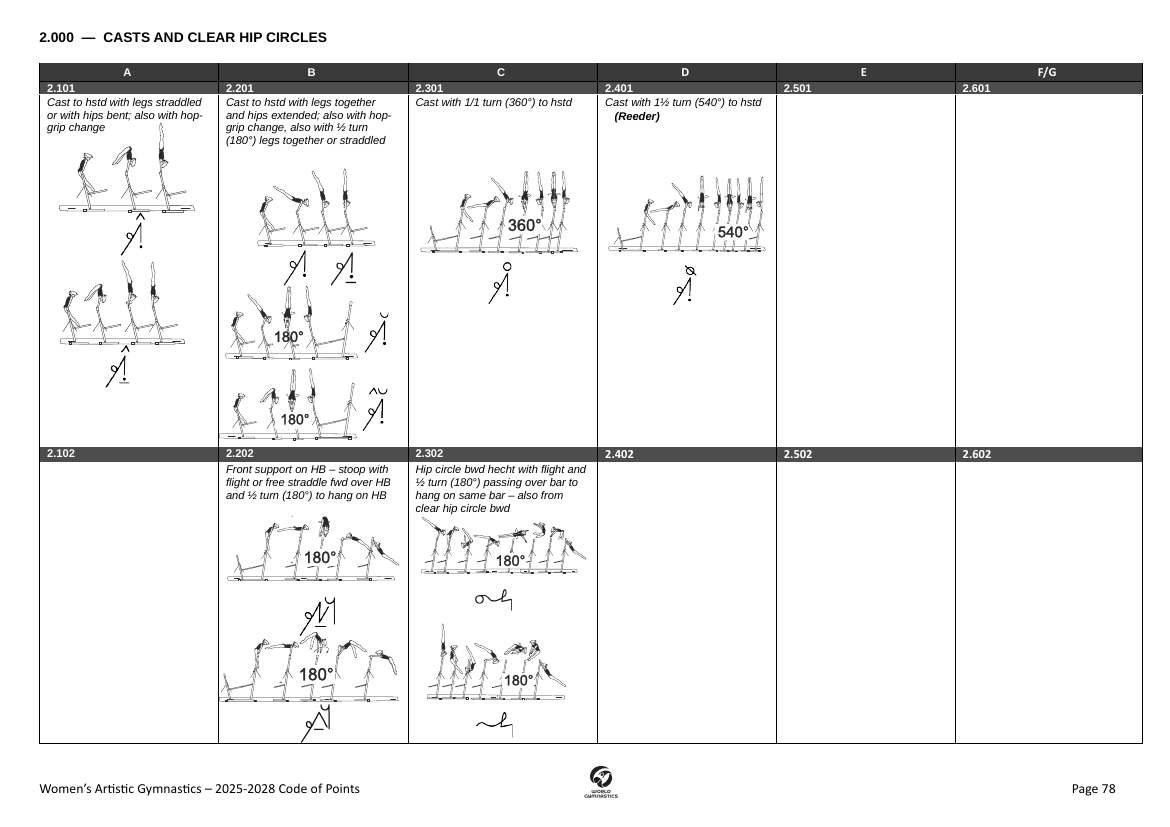 2.000 — CASTS AND CLEAR HIP CIRCLES
A
B
C
D
E
F/G
2.101
2.201
2.301
2.401
2.501
2.601
Cast to hstd with legs straddled
or with hips bent; also with hop-
grip change
Cast to hstd with legs together
and hips extended; also with hop-
grip change, also with ½ turn
(180°) legs together or straddled
180°
180°
Cast with 1/1 turn (360°) to hstd
360°
Cast with 1½ turn (540°) to hstd
(Reeder)
540°
2.102
2.202
2.302
2.402
2.502
2.602
Front support on HB – stoop with
flight or free straddle fwd over HB
and ½ turn (180°) to hang on HB
180°
180°
Hip circle bwd hecht with flight and
½ turn (180°) passing over bar to
hang on same bar – also from
clear hip circle bwd
180°
180°
Women's Artistic Gymnastics – 2025-2028 Code of Points
WORLD
GYMNASTICS
Page 78